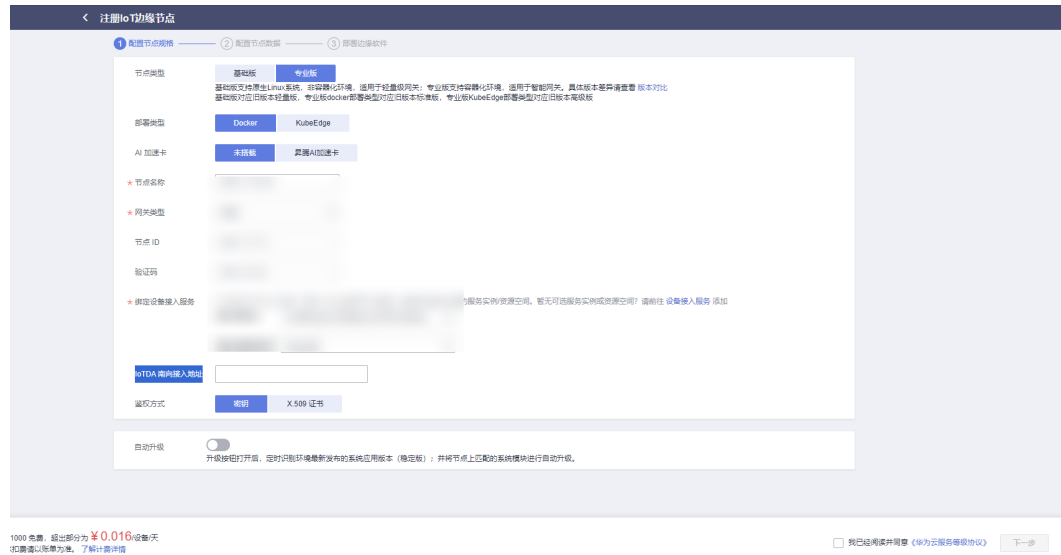 注册IoT边缘节点
1 配置节点规格 2 配置节点数据 3 部署边缘软件
节点类型 基础版 专业版
基础版支持原生Linux系统，非容器化环境，适用于轻量级网关；专业版支持容器化环境，适用于智能网关。具体版本差异请查看 版本对比
基础版对应旧版本轻量版，专业版docker部署类型对应旧版本标准版，专业版KubeEdge部署类型对应旧版本高级版
部署类型 Docker KubeEdge
AI 加速卡 未搭载 昇腾AI加速卡
* 节点名称
* 网关类型
节点 ID
验证码
* 绑定设备接入服务 服务实例/资源空间。暂无可选服务实例或资源空间？请前往 设备接入服务 添加
IoTDA 南向接入地址
鉴权方式 密钥 X.509 证书
自动升级
升级按钮打开后，定时识别环境最新发布的系统应用版本（稳定版）；并将节点上匹配的系统模块进行自动升级。
1000 免费，超出部分为 ￥0.016/设备/天
扣费请以账单为准。 了解计费详情
我已经阅读并同意《华为云服务等级协议》 下一步